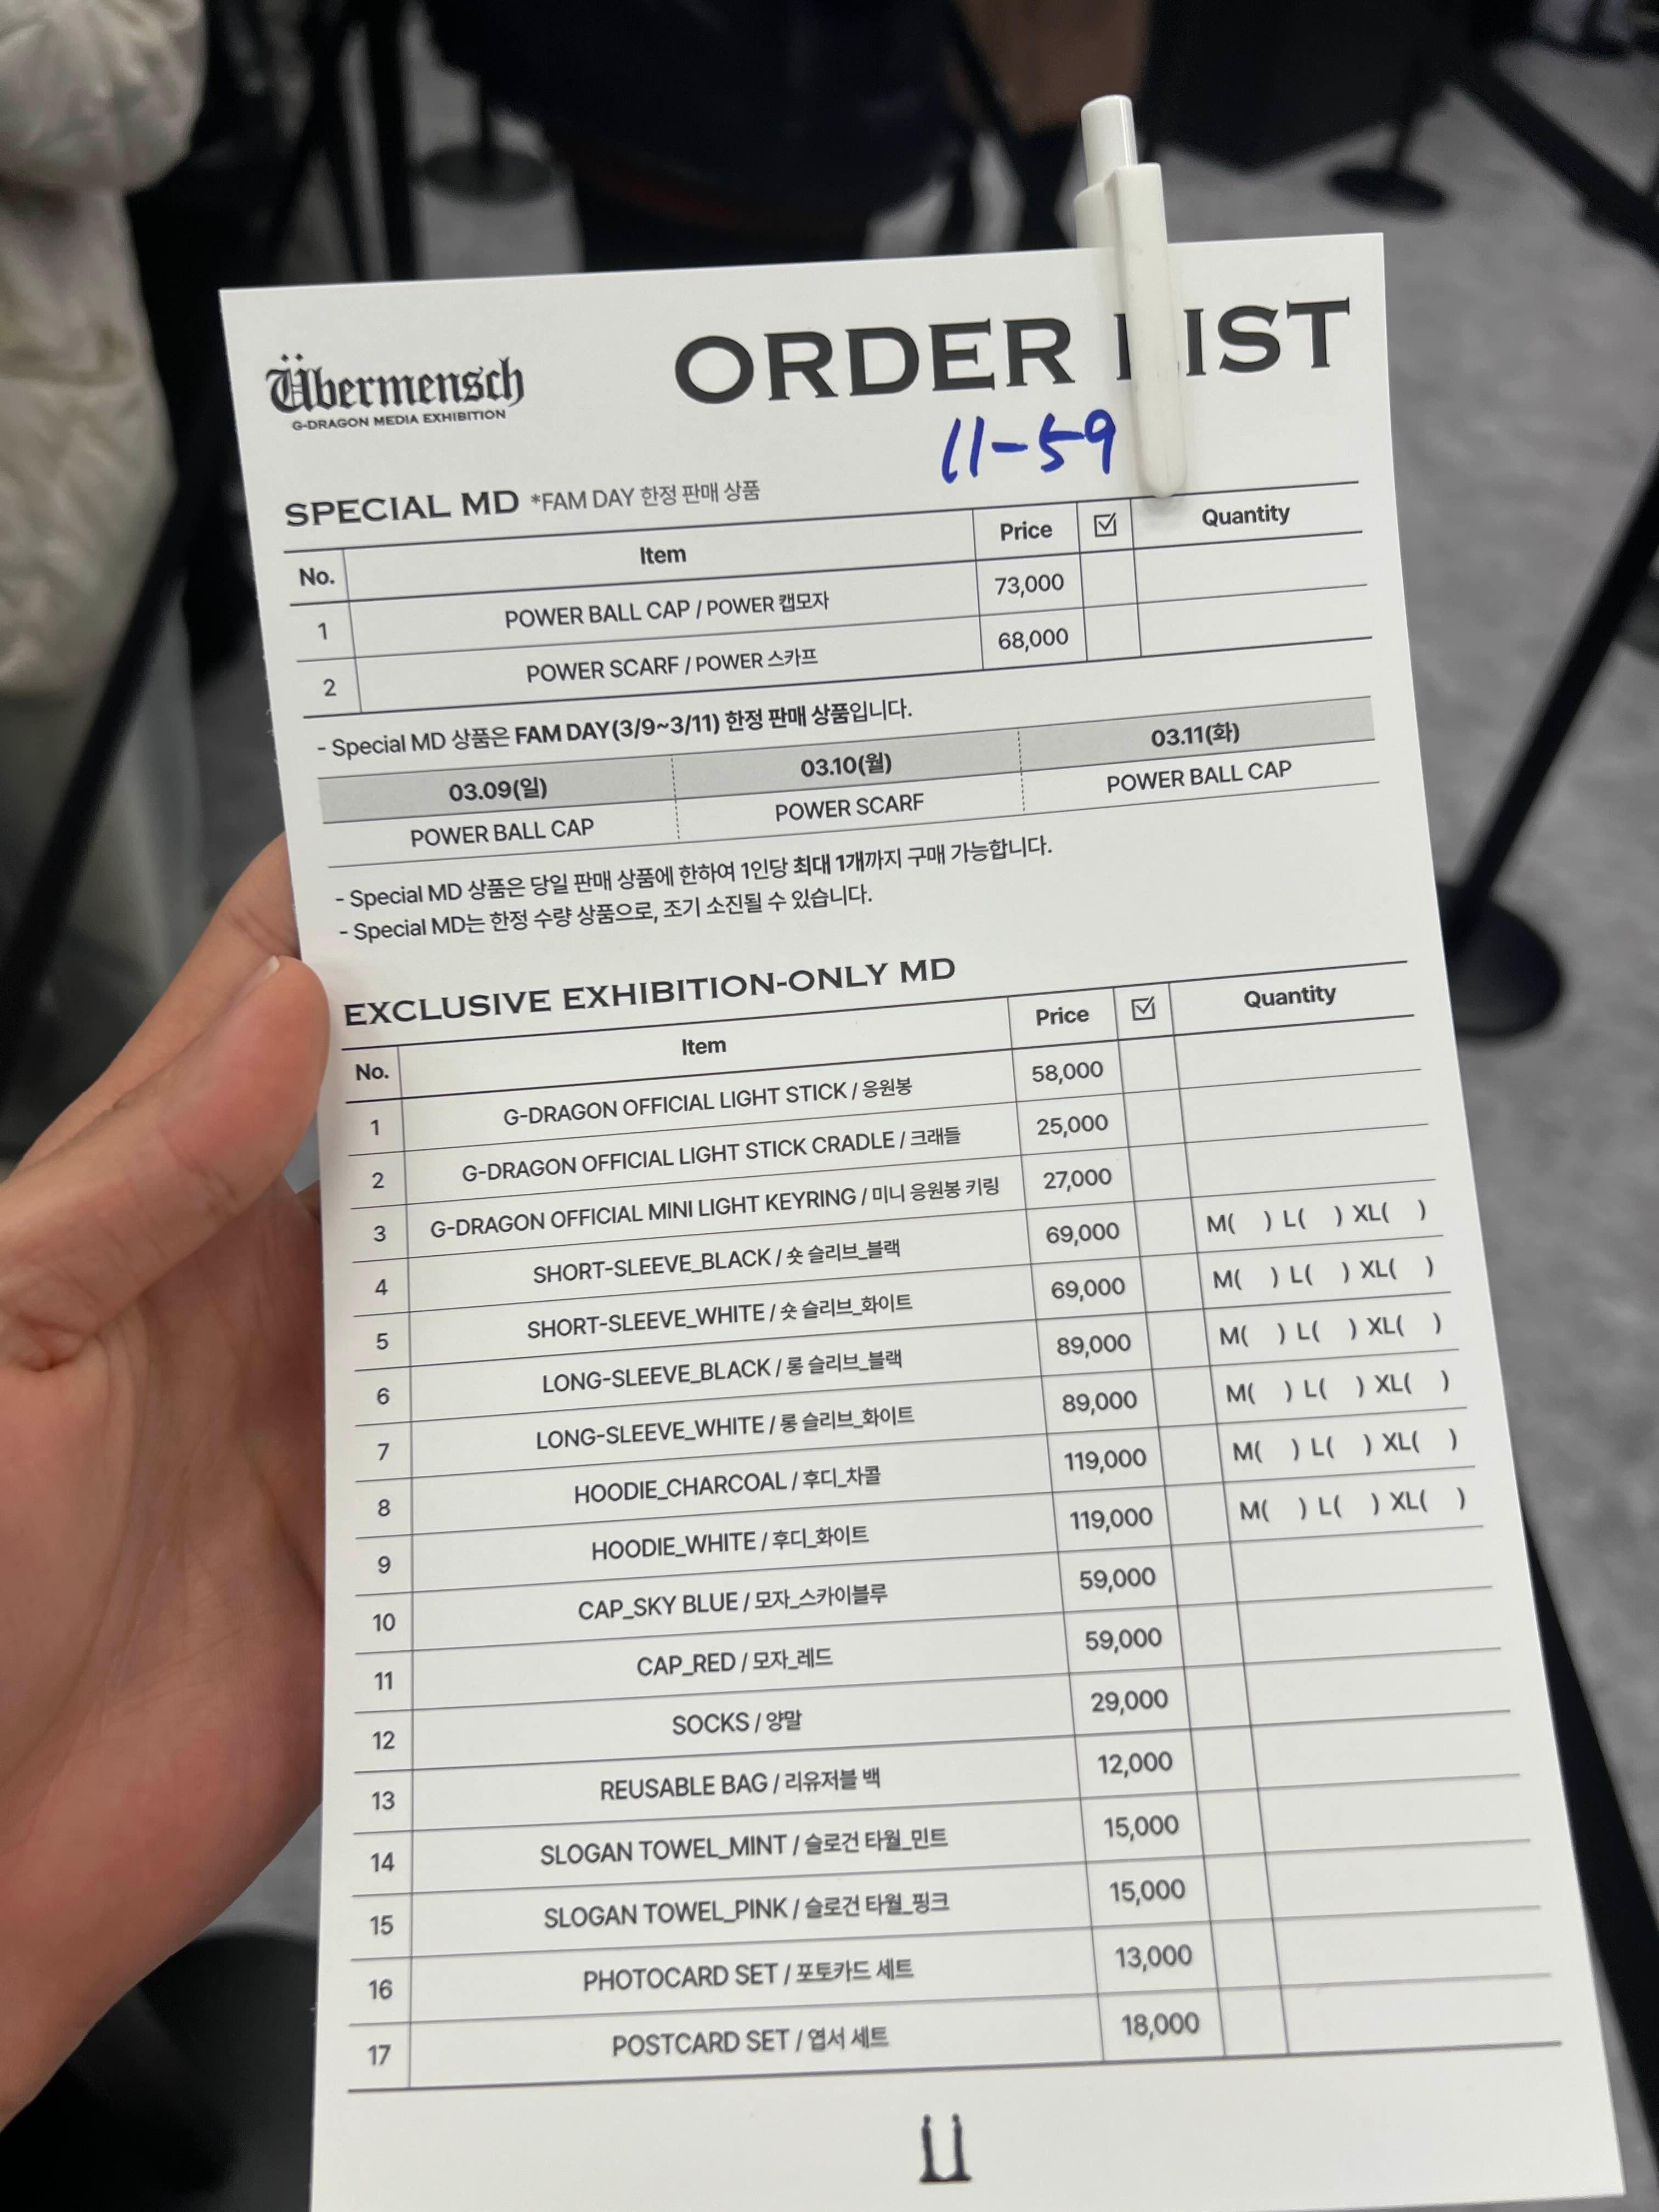 Übermensch
G-DRAGON MEDIA EXHIBITION
ORDER LIST
11-59
SPECIAL MD *FAM DAY 한정 판매 상품
No. Item Price ☑ Quantity
1 POWER BALL CAP / POWER 캡모자 73,000
2 POWER SCARF / POWER 스카프 68,000
- Special MD 상품은 FAM DAY(3/9~3/11) 한정 판매 상품입니다.
03.09(일) 03.10(월) 03.11(화)
POWER BALL CAP POWER SCARF POWER BALL CAP
- Special MD 상품은 당일 판매 상품에 한하여 1인당 최대 1개까지 구매 가능합니다.
- Special MD는 한정 수량 상품으로, 조기 소진될 수 있습니다.
EXCLUSIVE EXHIBITION-ONLY MD
No. Item Price ☑ Quantity
1 G-DRAGON OFFICIAL LIGHT STICK / 응원봉 58,000
2 G-DRAGON OFFICIAL LIGHT STICK CRADLE / 크래들 25,000
3 G-DRAGON OFFICIAL MINI LIGHT KEYRING / 미니 응원봉 키링 27,000
4 SHORT-SLEEVE_BLACK / 숏 슬리브_블랙 69,000 M( ) L( ) XL( )
5 SHORT-SLEEVE_WHITE / 숏 슬리브_화이트 69,000 M( ) L( ) XL( )
6 LONG-SLEEVE_BLACK / 롱 슬리브_블랙 89,000 M( ) L( ) XL( )
7 LONG-SLEEVE_WHITE / 롱 슬리브_화이트 89,000 M( ) L( ) XL( )
8 HOODIE_CHARCOAL / 후디_차콜 119,000 M( ) L( ) XL( )
9 HOODIE_WHITE / 후디_화이트 119,000 M( ) L( ) XL( )
10 CAP_SKY BLUE / 모자_스카이블루 59,000
11 CAP_RED / 모자_레드 59,000
12 SOCKS / 양말 29,000
13 REUSABLE BAG / 리유저블 백 12,000
14 SLOGAN TOWEL_MINT / 슬로건 타월_민트 15,000
15 SLOGAN TOWEL_PINK / 슬로건 타월_핑크 15,000
16 PHOTOCARD SET / 포토카드 세트 13,000
17 POSTCARD SET / 엽서 세트 18,000